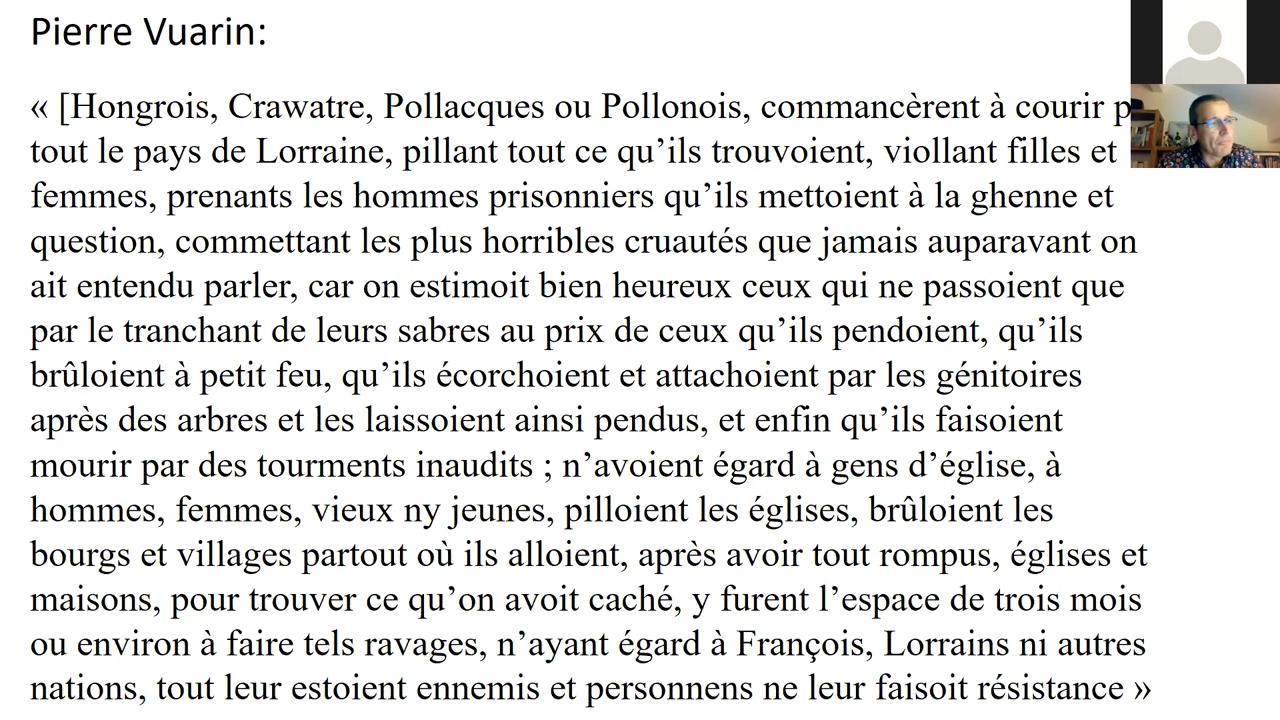 Pierre Vuarin:
« [Hongrois, Crawatre, Pollacques ou Pollonois, commancèrent à courir p
tout le pays de Lorraine, pillant tout ce qu’ils trouvoient, viollant filles et
femmes, prenants les hommes prisonniers qu’ils mettoient à la ghenne et
question, commettant les plus horribles cruautés que jamais auparavant on
ait entendu parler, car on estimoit bien heureux ceux qui ne passoient que
par le tranchant de leurs sabres au prix de ceux qu’ils pendoient, qu’ils
brûloient à petit feu, qu’ils écorchoient et attachoient par les génitoires
après des arbres et les laissoient ainsi pendus, et enfin qu’ils faisoient
mourir par des tourments inaudits ; n’avoient égard à gens d’église, à
hommes, femmes, vieux ny jeunes, pilloient les églises, brûloient les
bourgs et villages partout où ils alloient, après avoir tout rompus, églises et
maisons, pour trouver ce qu’on avoit caché, y furent l’espace de trois mois
ou environ à faire tels ravages, n’ayant égard à François, Lorrains ni autres
nations, tout leur estoient ennemis et personnens ne leur faisoit résistance »